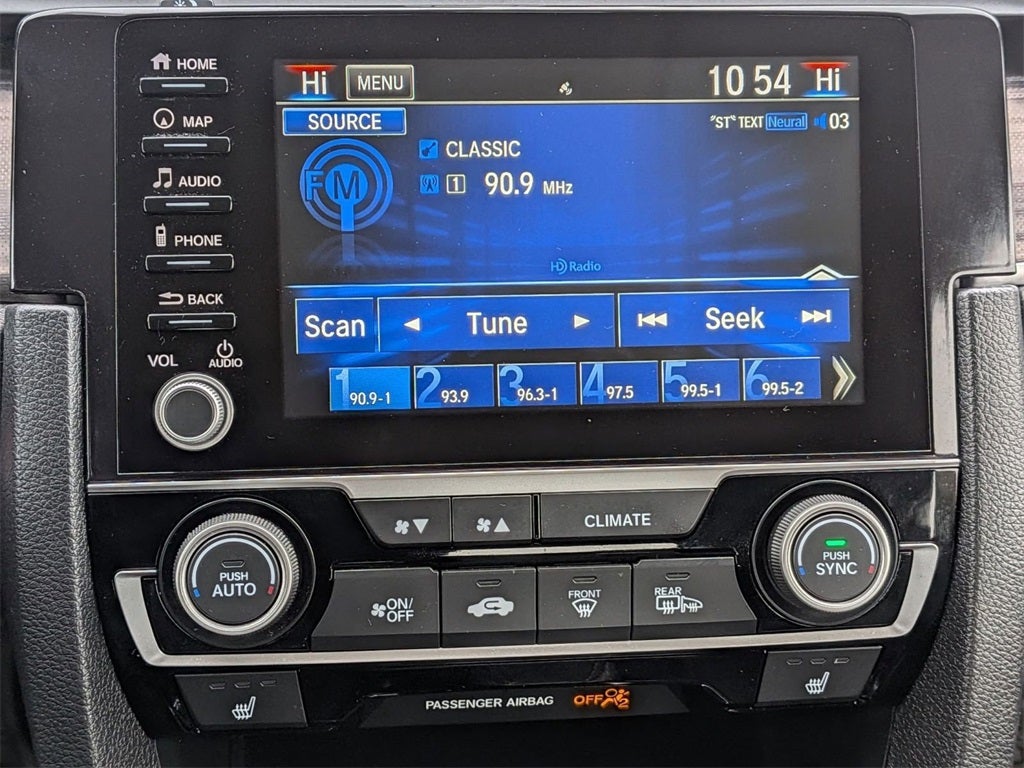 HOME
MAP
AUDIO
PHONE
BACK
VOL
AUDIO
Hi MENU 10 54 Hi
SOURCE
"ST" TEXT Neural 03
FM
CLASSIC
1 90.9 MHz
HD Radio
Scan Tune Seek
1 90.9-1 2 93.9 3 96.3-1 4 97.5 5 99.5-1 6 99.5-2
CLIMATE
PUSH
AUTO
ON/
OFF
FRONT
REAR
PUSH
SYNC
PASSENGER AIRBAG OFF 2